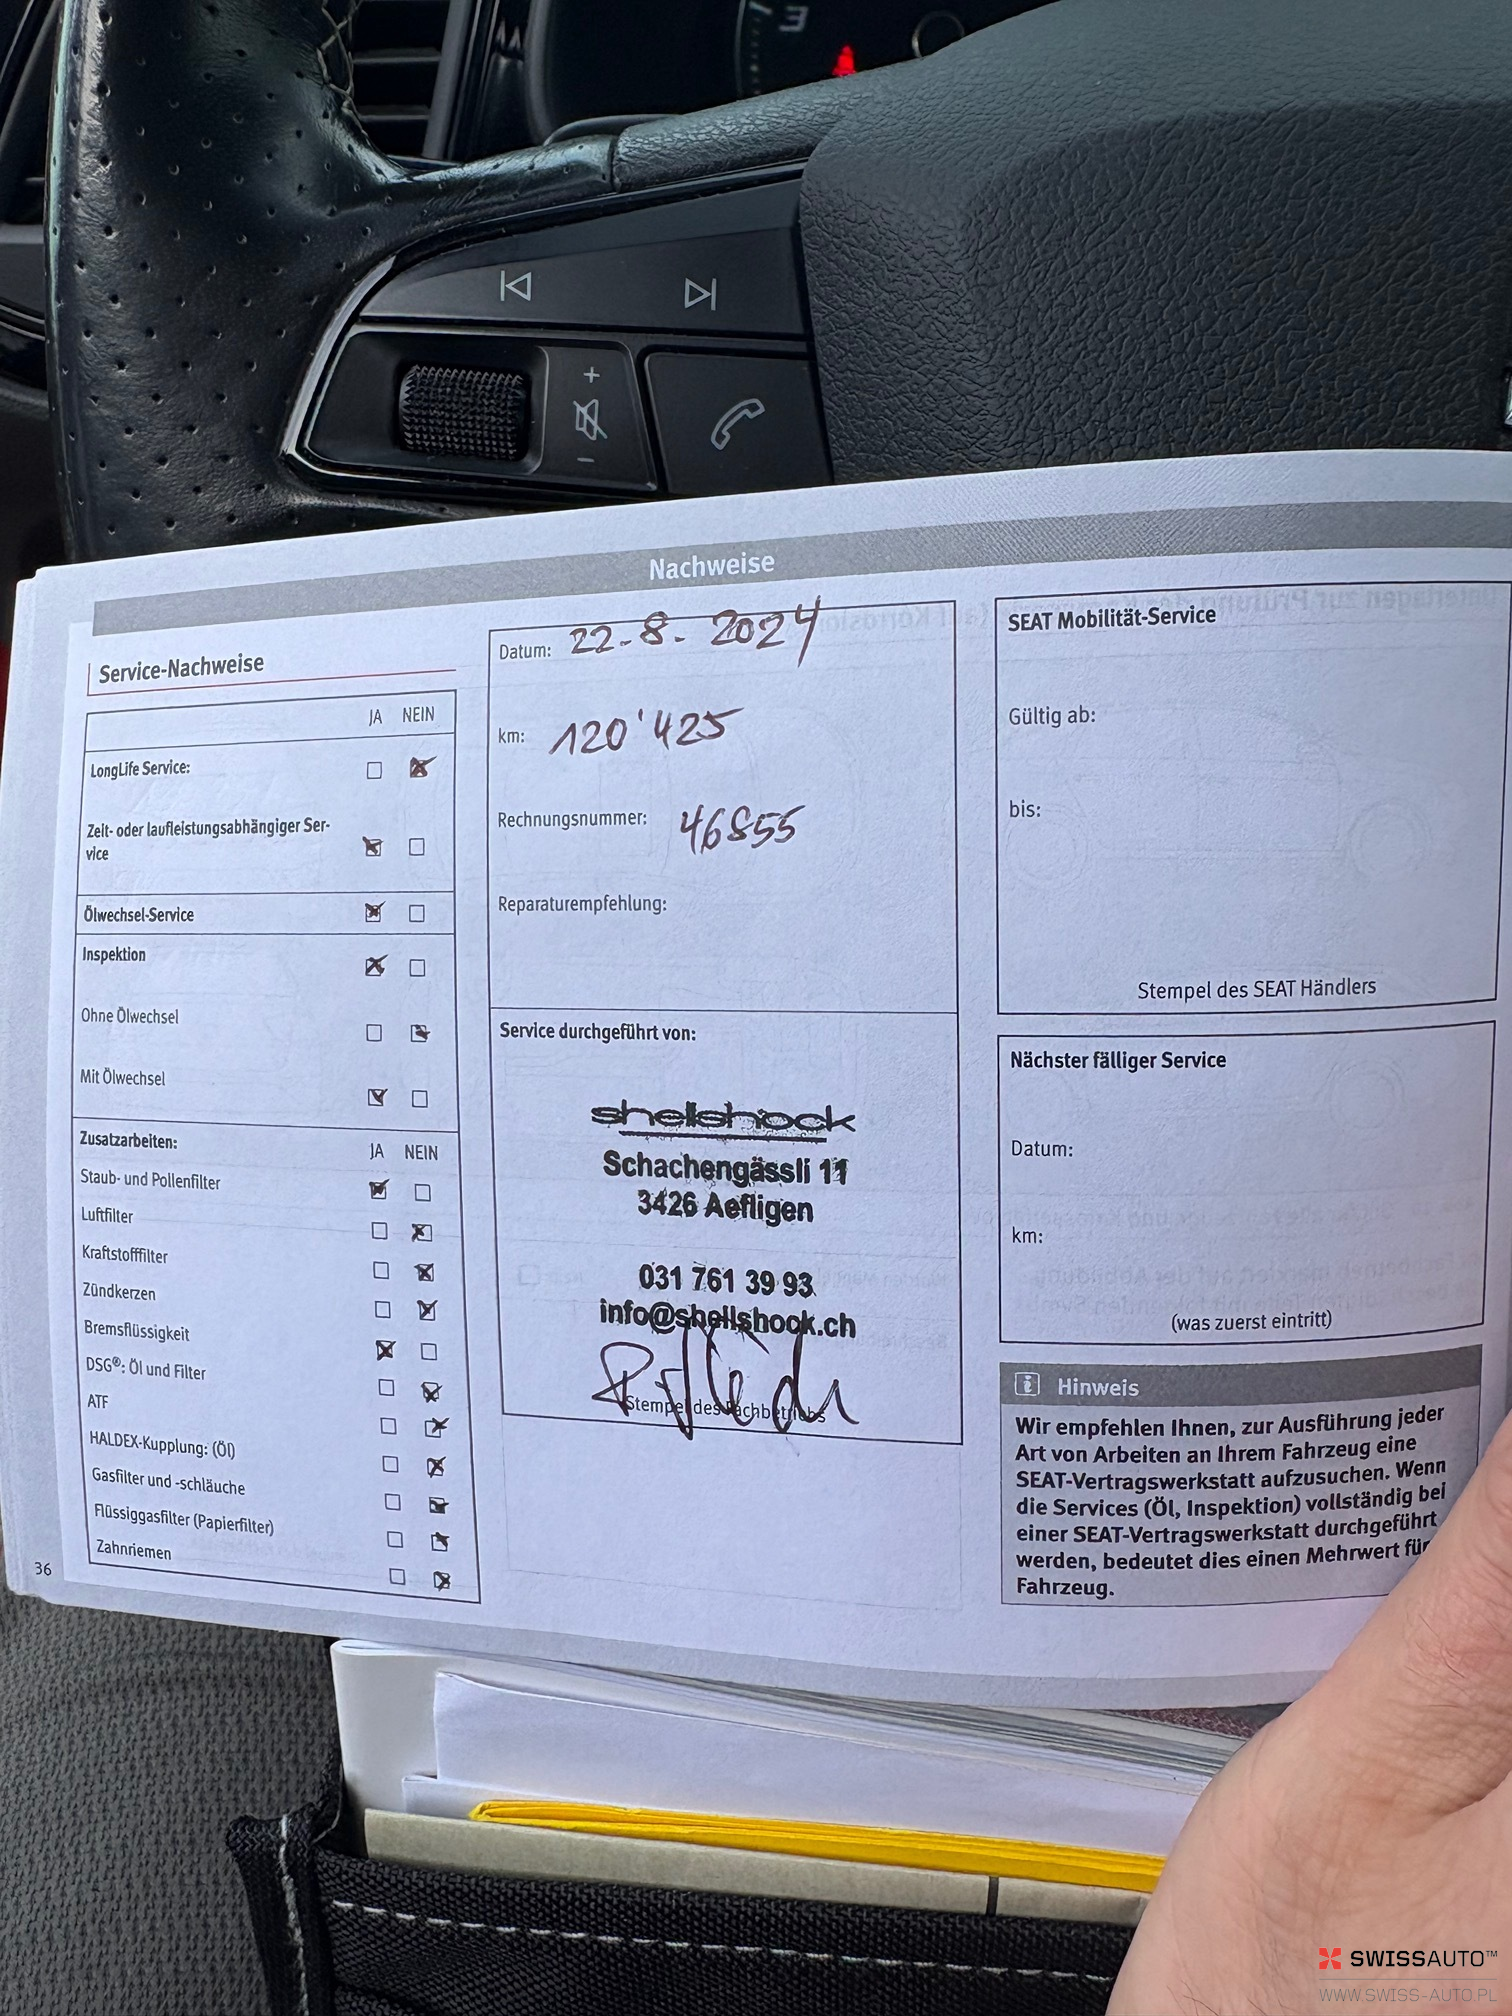 3
Nachweise
Service-Nachweise
JA NEIN
LongLife Service:
Zeit- oder laufleistungsabhängiger Ser-
vice
Ölwechsel-Service
Inspektion
Ohne Ölwechsel
Mit Ölwechsel
Zusatzarbeiten: JA NEIN
Staub- und Pollenfilter
Luftfilter
Kraftstofffilter
Zündkerzen
Bremsflüssigkeit
DSG®: Öl und Filter
ATF
HALDEX-Kupplung: (Öl)
Gasfilter und -schläuche
Flüssiggasfilter (Papierfilter)
Zahnriemen
36
Datum: 22-8-2024
km: 120'425
Rechnungsnummer: 46855
Reparaturempfehlung:
Service durchgeführt von:
shellshock
Schachengässli 11
3426 Aefligen
031 761 39 93
info@shellshock.ch
Stempel des Fachbetriebs
SEAT Mobilität-Service
Gültig ab:
bis:
Stempel des SEAT Händlers
Nächster fälliger Service
Datum:
km:
(was zuerst eintritt)
i Hinweis
Wir empfehlen Ihnen, zur Ausführung jeder
Art von Arbeiten an Ihrem Fahrzeug eine
SEAT-Vertragswerkstatt aufzusuchen. Wenn
die Services (Öl, Inspektion) vollständig bei
einer SEAT-Vertragswerkstatt durchgeführt
werden, bedeutet dies einen Mehrwert für
Fahrzeug.
SWISSAUTO™
WWW.SWISS-AUTO.PL